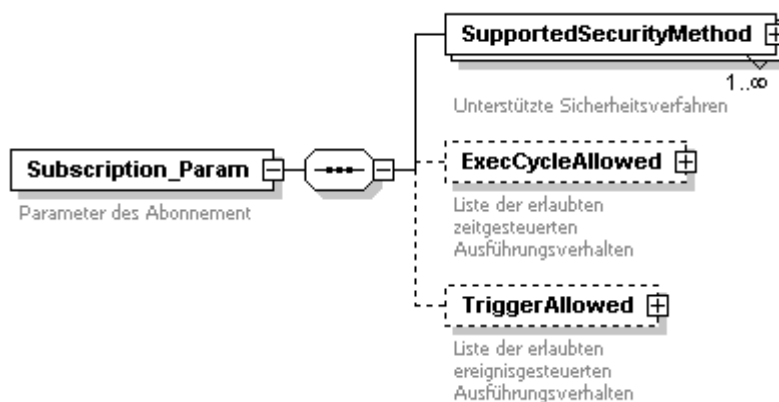 SupportedSecurityMethod
1..∞
Unterstützte Sicherheitsverfahren
Subscription_Param
Parameter des Abonnement
ExecCycleAllowed
Liste der erlaubten
zeitgesteuerten
Ausführungsverhalten
TriggerAllowed
Liste der erlaubten
ereignisgesteuerten
Ausführungsverhalten